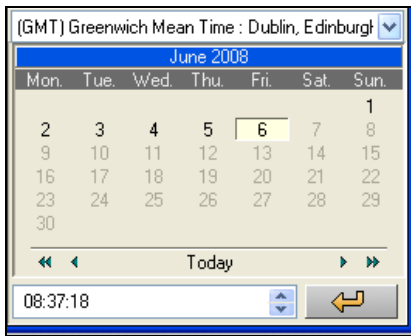 (GMT) Greenwich Mean Time : Dublin, Edinburgh
June 2008
Mon. Tue. Wed. Thu. Fri. Sat. Sun.
1
2 3 4 5 6 7 8
9 10 11 12 13 14 15
16 17 18 19 20 21 22
23 24 25 26 27 28 29
30
Today
08:37:18